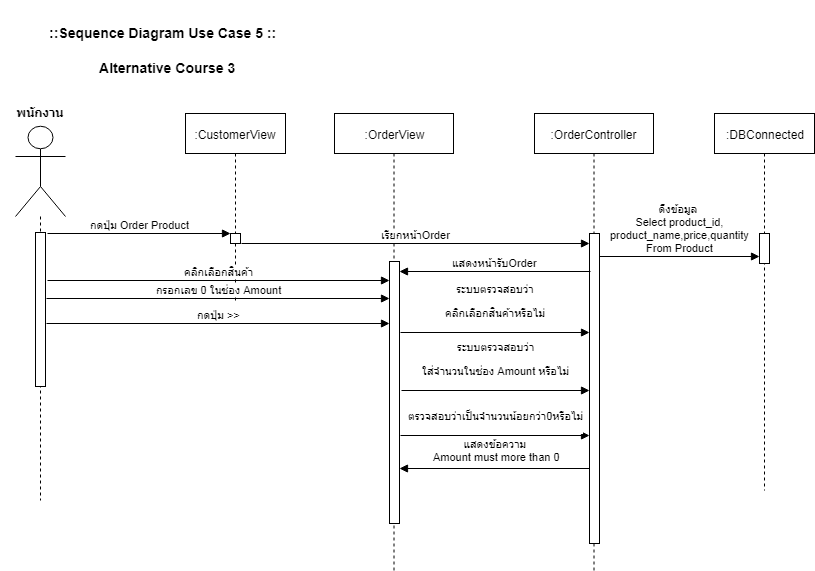 ::Sequence Diagram Use Case 5 ::
Alternative Course 3
พนักงาน
:CustomerView
:OrderView
:OrderController
:DBConnected
กดปุ่ม Order Product
เรียกหน้าOrder
ดึงข้อมูล
Select product_id,
product_name,price,quantity
From Product
แสดงหน้ารับOrder
คลิกเลือกสินค้า
กรอกเลข 0 ในช่อง Amount
กดปุ่ม >>
ระบบตรวจสอบว่า
คลิกเลือกสินค้าหรือไม่
ระบบตรวจสอบว่า
ใส่จำนวนในช่อง Amount หรือไม่
ตรวจสอบว่าเป็นจำนวนน้อยกว่า0หรือไม่
แสดงข้อความ
Amount must more than 0